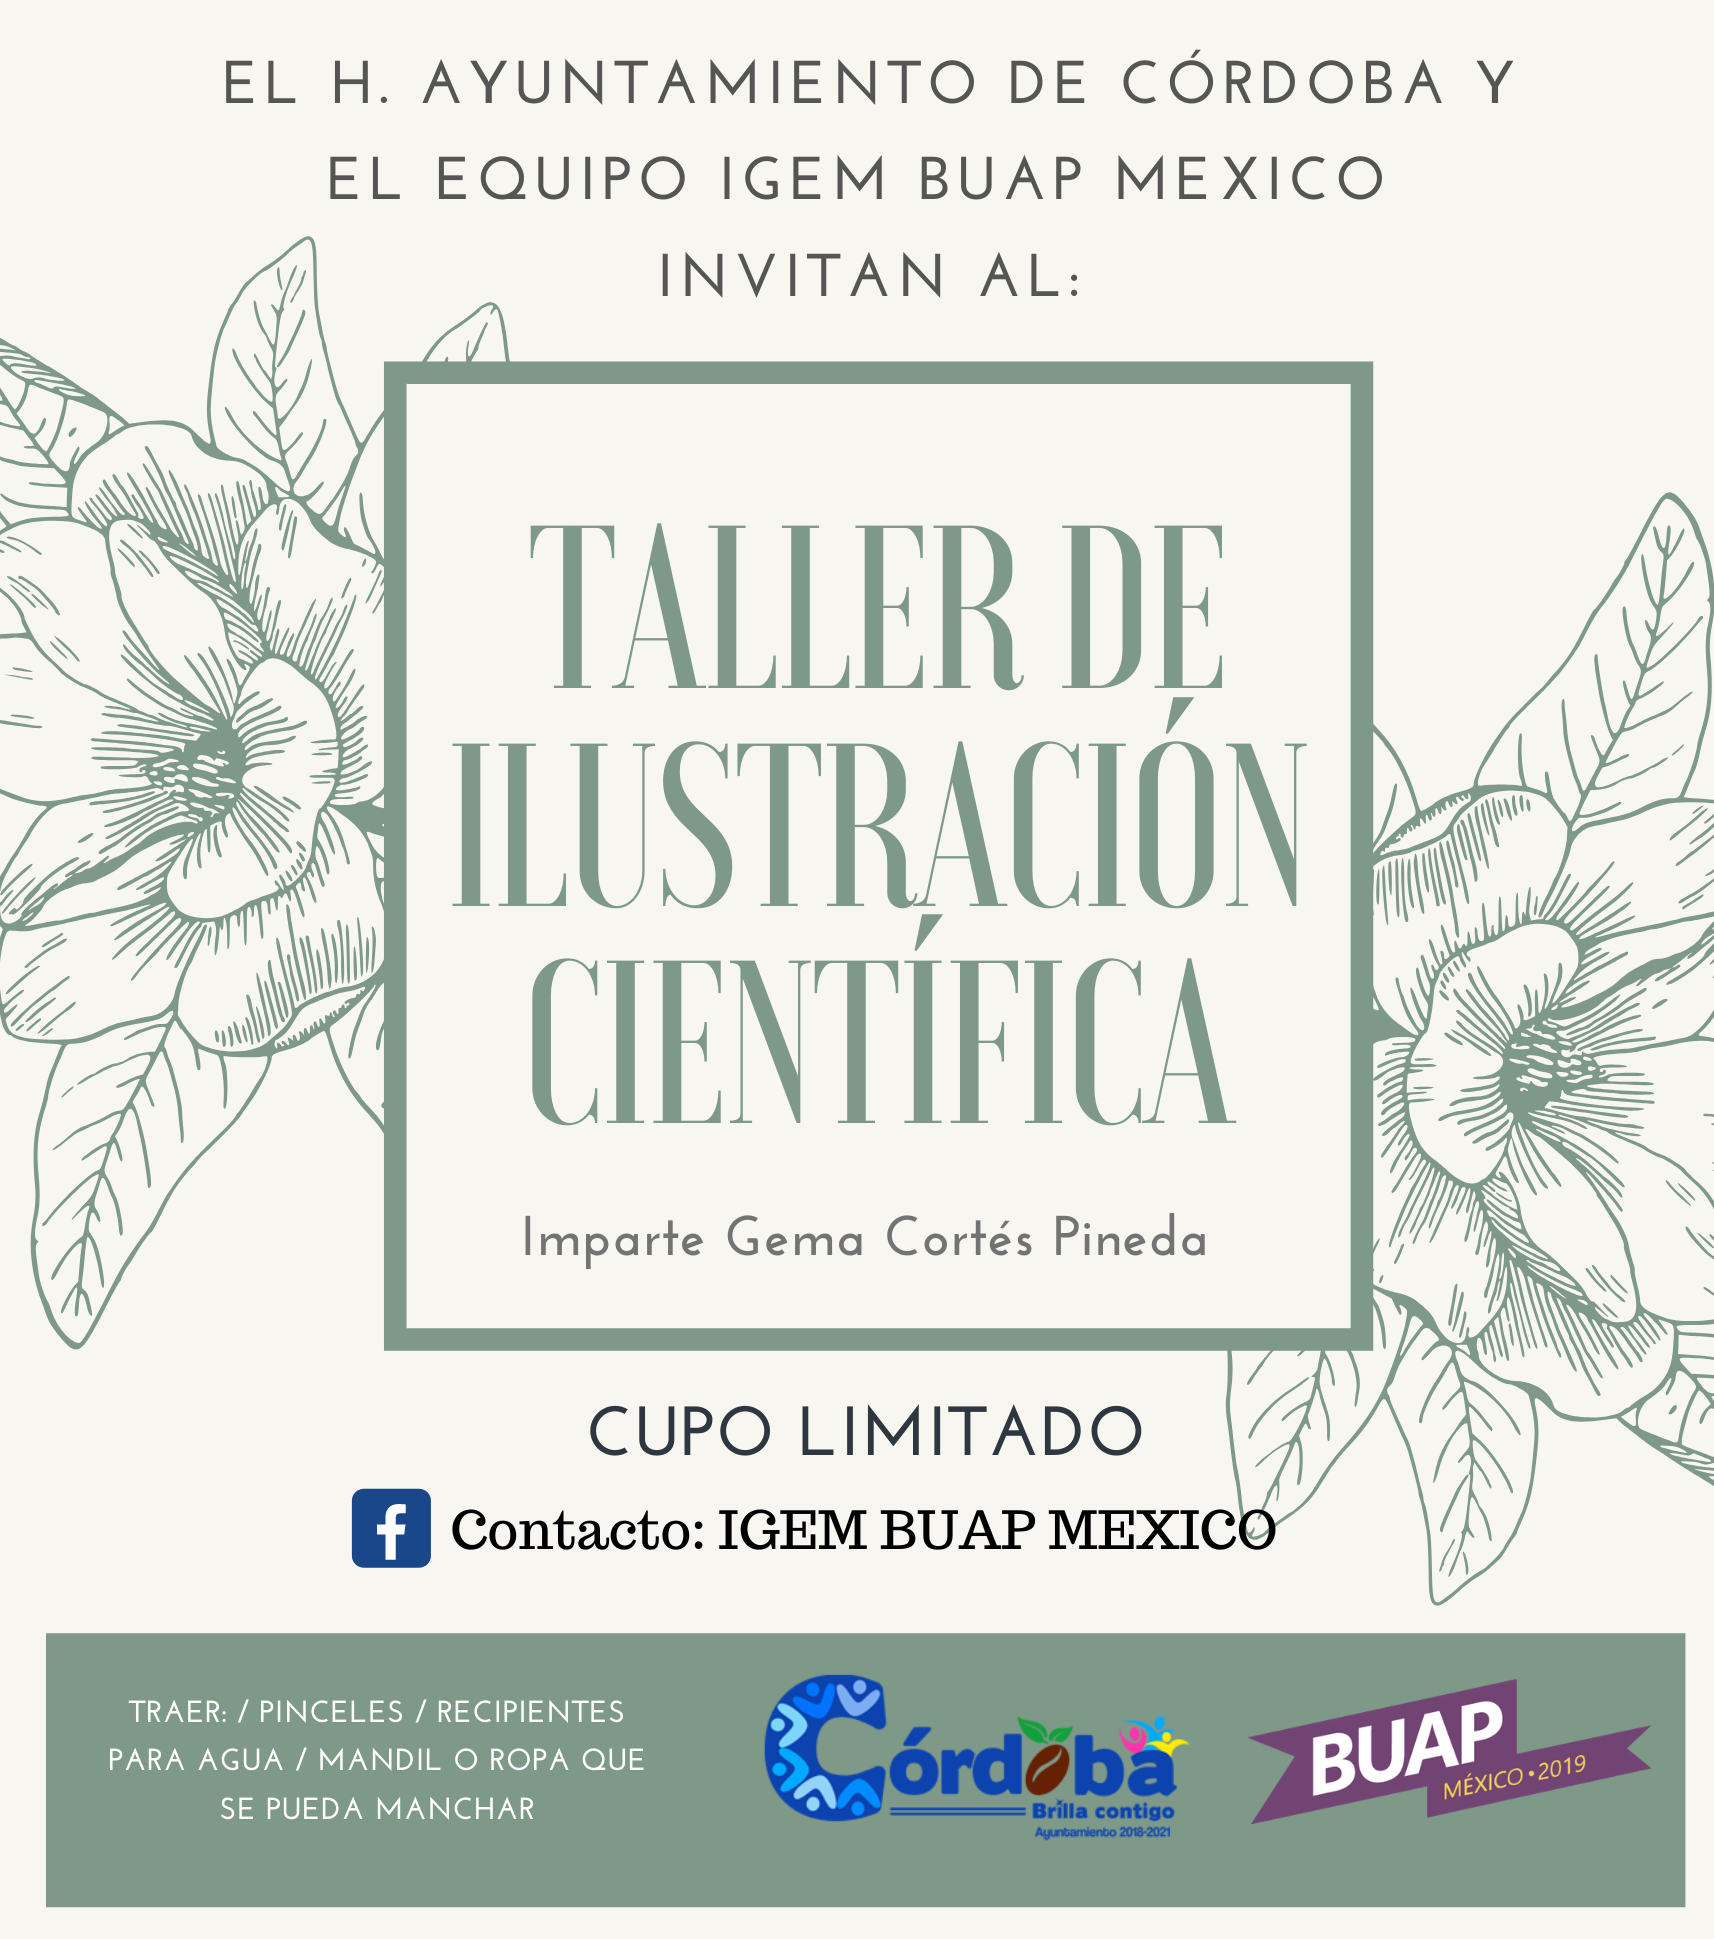 EL H. AYUNTAMIENTO DE CÓRDOBA Y
EL EQUIPO IGEM BUAP MEXICO
INVITAN AL:
TALLER DE
ILUSTRACIÓN
CIENTÍFICA
Imparte Gema Cortés Pineda
CUPO LIMITADO
f Contacto: IGEM BUAP MEXICO
TRAER: / PINCELES / RECIPIENTES
PARA AGUA / MANDIL O ROPA QUE
SE PUEDA MANCHAR
Córdoba
Brilla contigo
Ayuntamiento 2018-2021
BUAP
MÉXICO • 2019